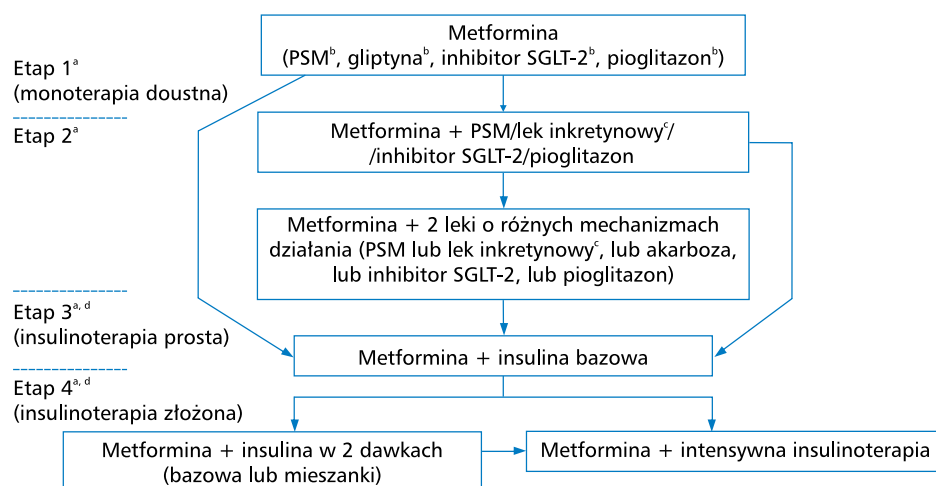 Metformina
(PSMᵇ, gliptynaᵇ, inhibitor SGLT-2ᵇ, pioglitazonᵇ)
Etap 1ᵃ
(monoterapia doustna)
Etap 2ᵃ
Metformina + PSM/lek inkretynowyᶜ/
/inhibitor SGLT-2/pioglitazon
Metformina + 2 leki o różnych mechanizmach
działania (PSM lub lek inkretynowyᶜ, lub akarboza,
lub inhibitor SGLT-2, lub pioglitazon)
Etap 3ᵃ˒ ᵈ
(insulinoterapia prosta)
Metformina + insulina bazowa
Etap 4ᵃ˒ ᵈ
(insulinoterapia złożona)
Metformina + insulina w 2 dawkach
(bazowa lub mieszanki)
Metformina + intensywna insulinoterapia